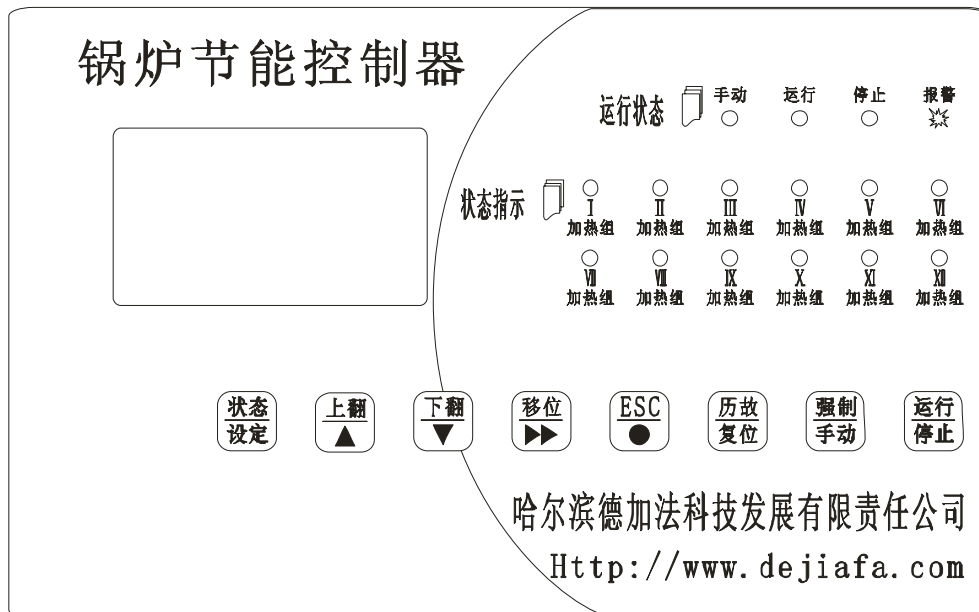 锅炉节能控制器
运行状态 手动 运行 停止 报警
状态指示 I II III IV V VI
加热组 加热组 加热组 加热组 加热组 加热组
VII VIII IX X XI XII
加热组 加热组 加热组 加热组 加热组 加热组
状态 上翻 下翻 移位 ESC 历故 强制 运行
设定 ▲ ▼ ▶▶ ● 复位 手动 停止
哈尔滨德加法科技发展有限责任公司
Http://www.dejiafa.com